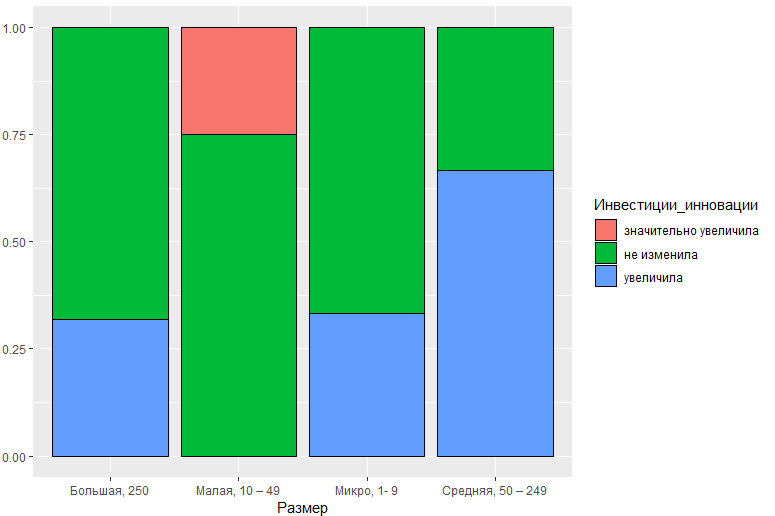 1.00
0.75
0.50
0.25
0.00
Большая, 250
Малая, 10 – 49
Микро, 1- 9
Средняя, 50 – 249
Размер
Инвестиции_инновации
значительно увеличила
не изменила
увеличила